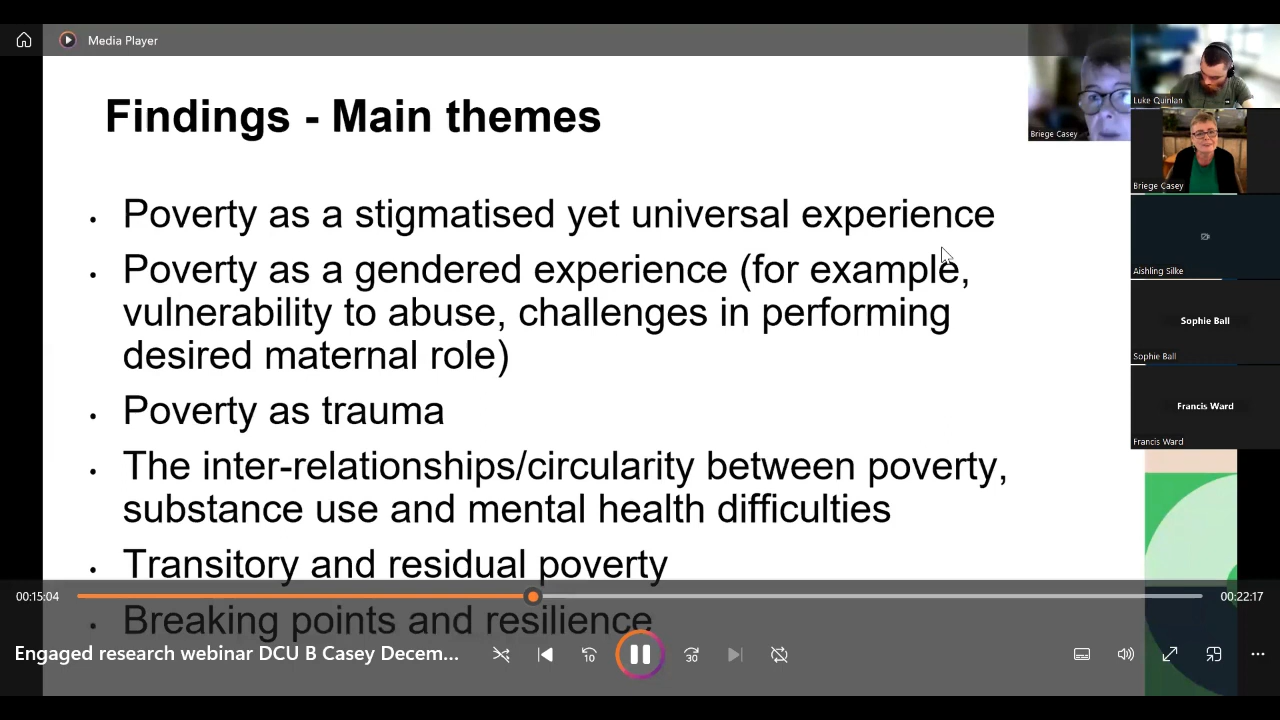 Media Player
Findings - Main themes
• Poverty as a stigmatised yet universal experience
• Poverty as a gendered experience (for example,
vulnerability to abuse, challenges in performing
desired maternal role)
• Poverty as trauma
• The inter-relationships/circularity between poverty,
substance use and mental health difficulties
• Transitory and residual poverty
• Breaking points and resilience
Briege Casey
Luke Quinlan
Briege Casey
Aishling Silke
Sophie Ball
Sophie Ball
Francis Ward
Francis Ward
00:15:04
00:22:17
Engaged research webinar DCU B Casey Decem...
10
30